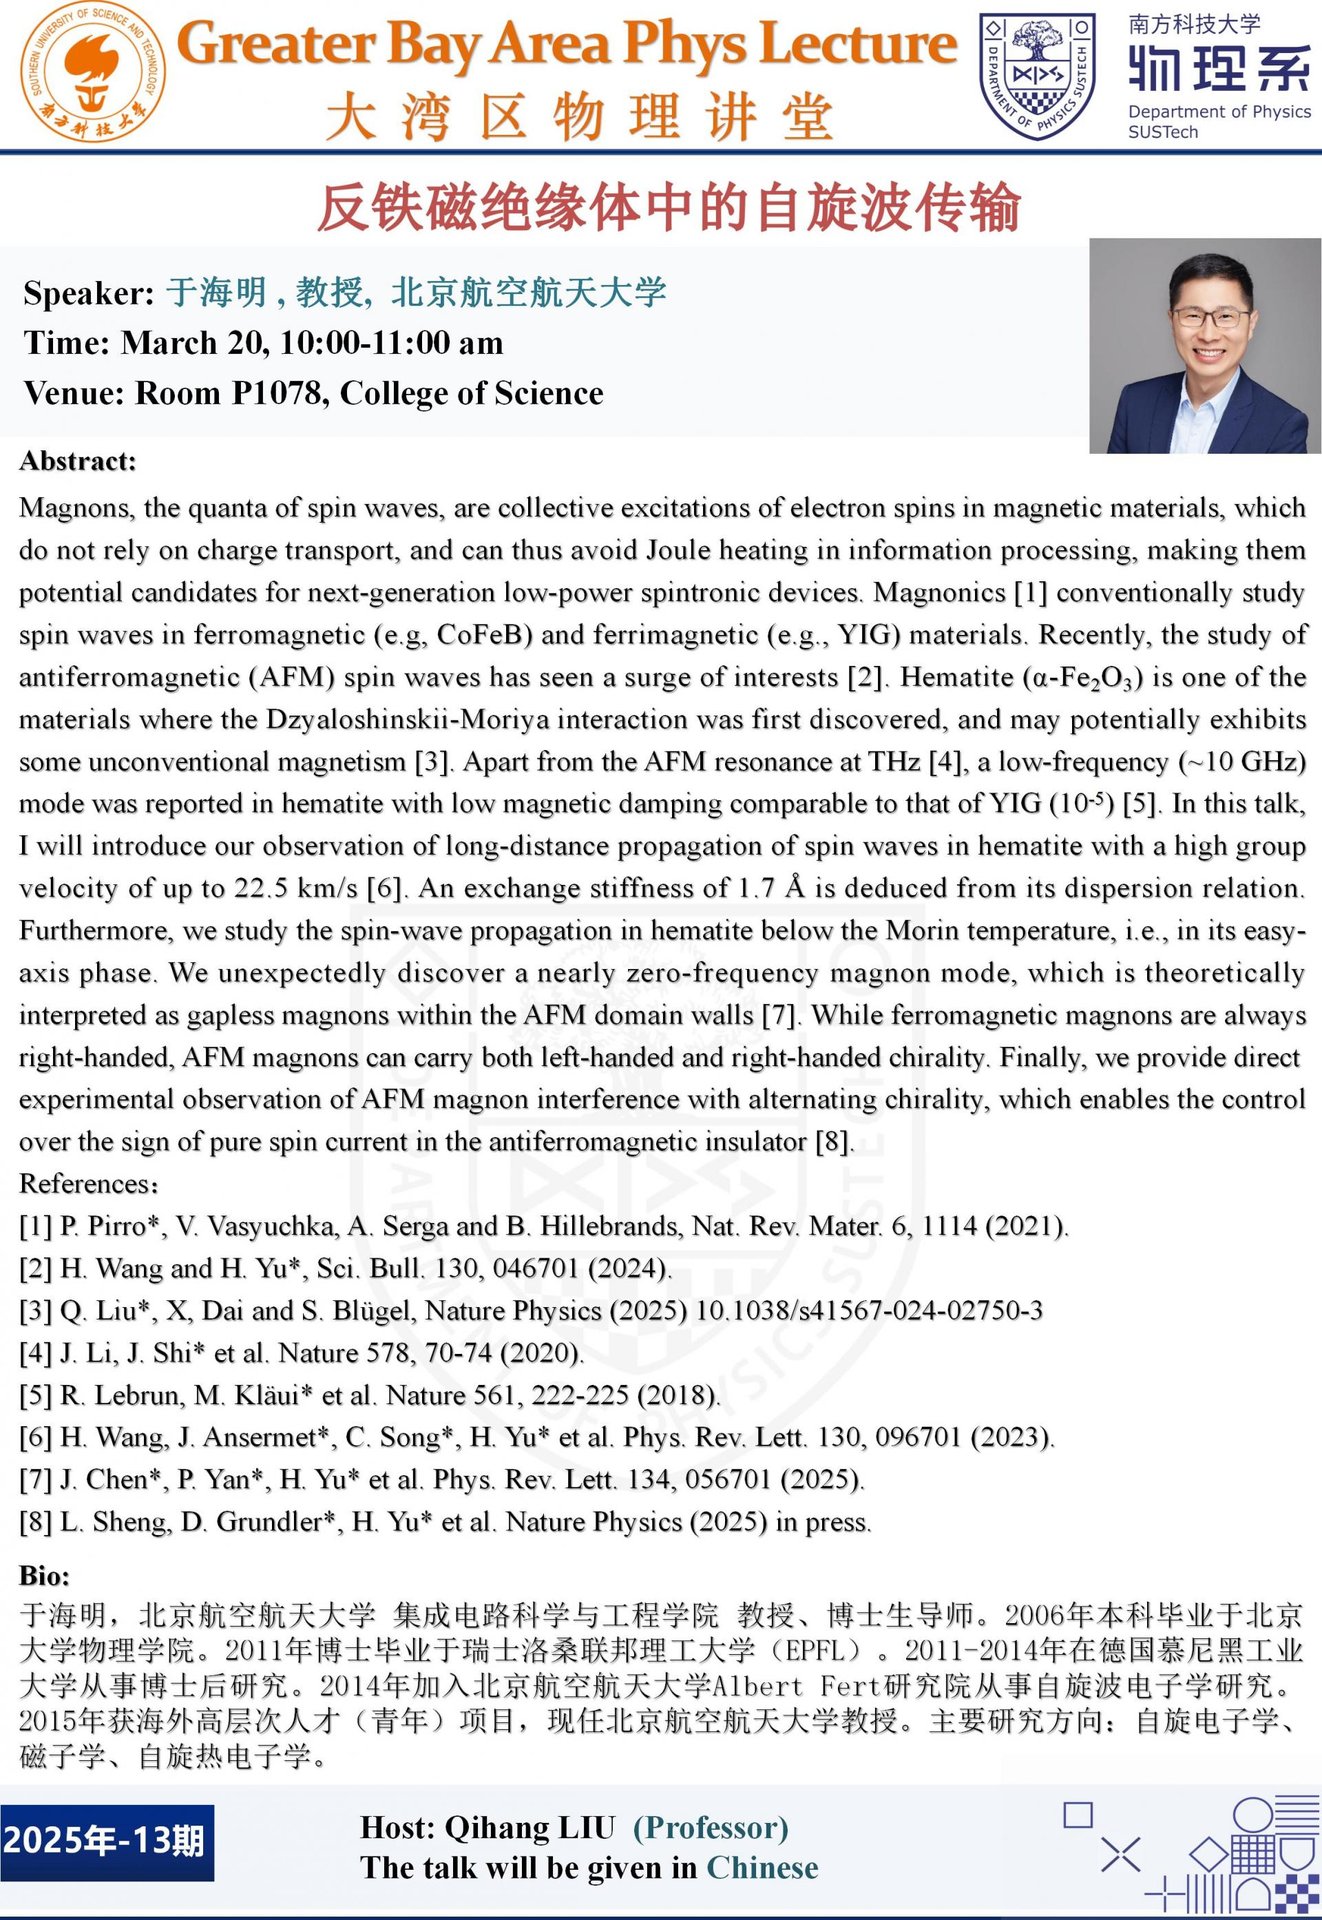 SOUTHERN UNIVERSITY OF SCIENCE AND TECHNOLOGY
南方科技大学
Greater Bay Area Phys Lecture
大湾区物理讲堂
DEPARTMENT OF PHYSICS SUSTECH
南方科技大学
物理系
Department of Physics
SUSTech
反铁磁绝缘体中的自旋波传输
Speaker: 于海明 , 教授, 北京航空航天大学
Time: March 20, 10:00-11:00 am
Venue: Room P1078, College of Science
Abstract:
Magnons, the quanta of spin waves, are collective excitations of electron spins in magnetic materials, which
do not rely on charge transport, and can thus avoid Joule heating in information processing, making them
potential candidates for next-generation low-power spintronic devices. Magnonics [1] conventionally study
spin waves in ferromagnetic (e.g, CoFeB) and ferrimagnetic (e.g., YIG) materials. Recently, the study of
antiferromagnetic (AFM) spin waves has seen a surge of interests [2]. Hematite (α-Fe₂O₃) is one of the
materials where the Dzyaloshinskii-Moriya interaction was first discovered, and may potentially exhibits
some unconventional magnetism [3]. Apart from the AFM resonance at THz [4], a low-frequency (~10 GHz)
mode was reported in hematite with low magnetic damping comparable to that of YIG (10⁻⁵) [5]. In this talk,
I will introduce our observation of long-distance propagation of spin waves in hematite with a high group
velocity of up to 22.5 km/s [6]. An exchange stiffness of 1.7 Å is deduced from its dispersion relation.
Furthermore, we study the spin-wave propagation in hematite below the Morin temperature, i.e., in its easy-
axis phase. We unexpectedly discover a nearly zero-frequency magnon mode, which is theoretically
interpreted as gapless magnons within the AFM domain walls [7]. While ferromagnetic magnons are always
right-handed, AFM magnons can carry both left-handed and right-handed chirality. Finally, we provide direct
experimental observation of AFM magnon interference with alternating chirality, which enables the control
over the sign of pure spin current in the antiferromagnetic insulator [8].
References：
[1] P. Pirro*, V. Vasyuchka, A. Serga and B. Hillebrands, Nat. Rev. Mater. 6, 1114 (2021).
[2] H. Wang and H. Yu*, Sci. Bull. 130, 046701 (2024).
[3] Q. Liu*, X, Dai and S. Blügel, Nature Physics (2025) 10.1038/s41567-024-02750-3
[4] J. Li, J. Shi* et al. Nature 578, 70-74 (2020).
[5] R. Lebrun, M. Kläui* et al. Nature 561, 222-225 (2018).
[6] H. Wang, J. Ansermet*, C. Song*, H. Yu* et al. Phys. Rev. Lett. 130, 096701 (2023).
[7] J. Chen*, P. Yan*, H. Yu* et al. Phys. Rev. Lett. 134, 056701 (2025).
[8] L. Sheng, D. Grundler*, H. Yu* et al. Nature Physics (2025) in press.
Bio:
于海明，北京航空航天大学 集成电路科学与工程学院 教授、博士生导师。2006年本科毕业于北京
大学物理学院。2011年博士毕业于瑞士洛桑联邦理工大学（EPFL）。2011-2014年在德国慕尼黑工业
大学从事博士后研究。2014年加入北京航空航天大学Albert Fert研究院从事自旋波电子学研究。
2015年获海外高层次人才（青年）项目，现任北京航空航天大学教授。主要研究方向：自旋电子学、
磁子学、自旋热电子学。
2025年-13期
Host: Qihang LIU (Professor)
The talk will be given in Chinese